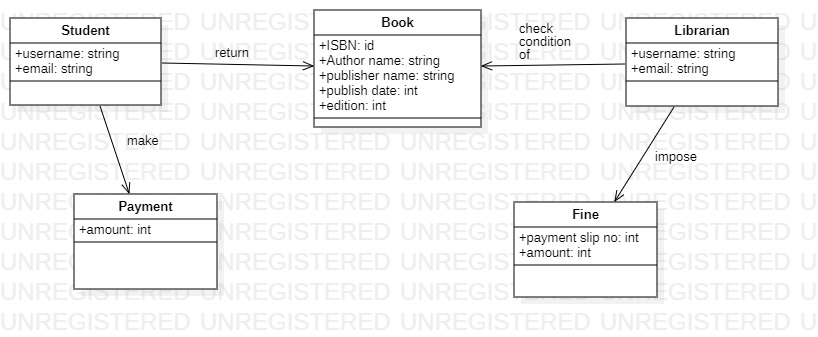 Student
+username: string
+email: string
return
Book
+ISBN: id
+Author name: string
+publisher name: string
+publish date: int
+edition: int
check
condition
of
Librarian
+username: string
+email: string
make
impose
Payment
+amount: int
Fine
+payment slip no: int
+amount: int
UNREGISTERED